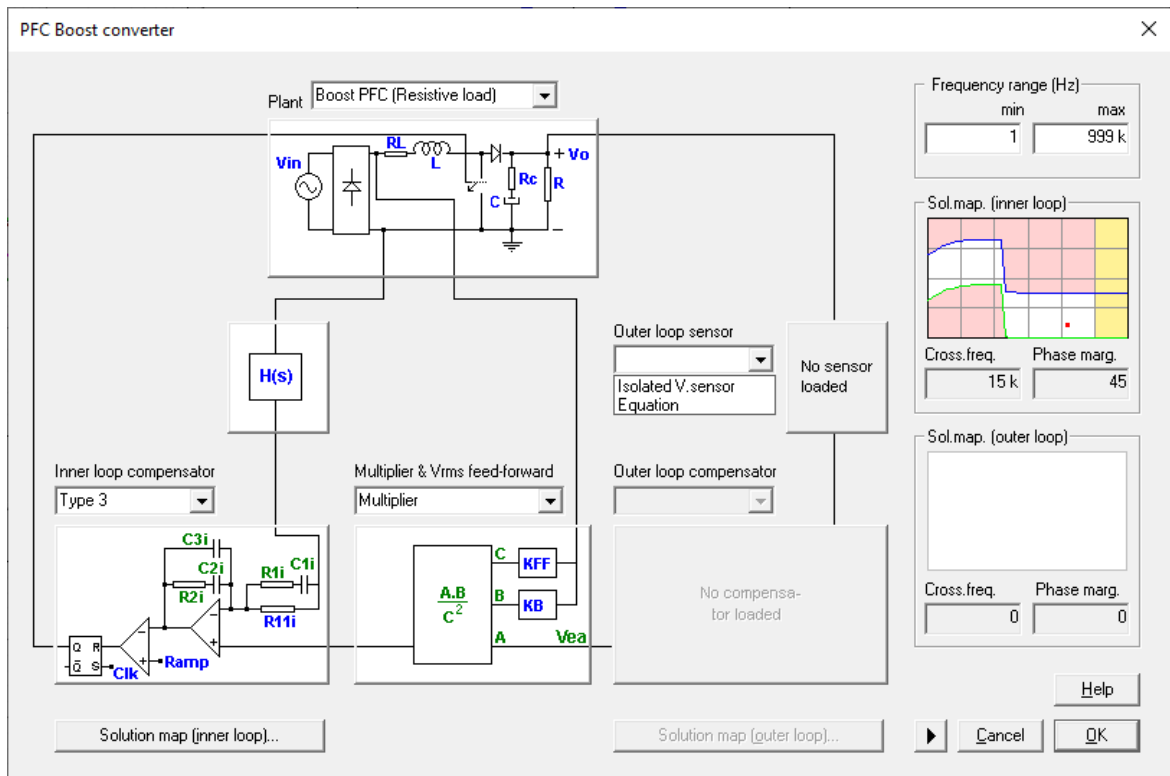 PFC Boost converter
Plant
Boost PFC (Resistive load)
Vin
RL
L
Rc
C
R
+ Vo
−
Frequency range (Hz)
min
max
1
999 k
Sol.map. (inner loop)
Cross.freq.
Phase marg.
15 k
45
H(s)
Outer loop sensor
Isolated V.sensor
Equation
No sensor
loaded
Inner loop compensator
Type 3
Multiplier & Vrms feed-forward
Multiplier
Outer loop compensator
Sol.map. (outer loop)
Cross.freq.
Phase marg.
0
0
C3i
C2i
R2i
C1i
R1i
R11i
−
+
−
+
Q R
Q S
Clk
Ramp
A.B
C²
C
KFF
B
KB
A
Vea
No compensa-
tor loaded
Help
Solution map (inner loop)...
Solution map (outer loop)...
Cancel
OK